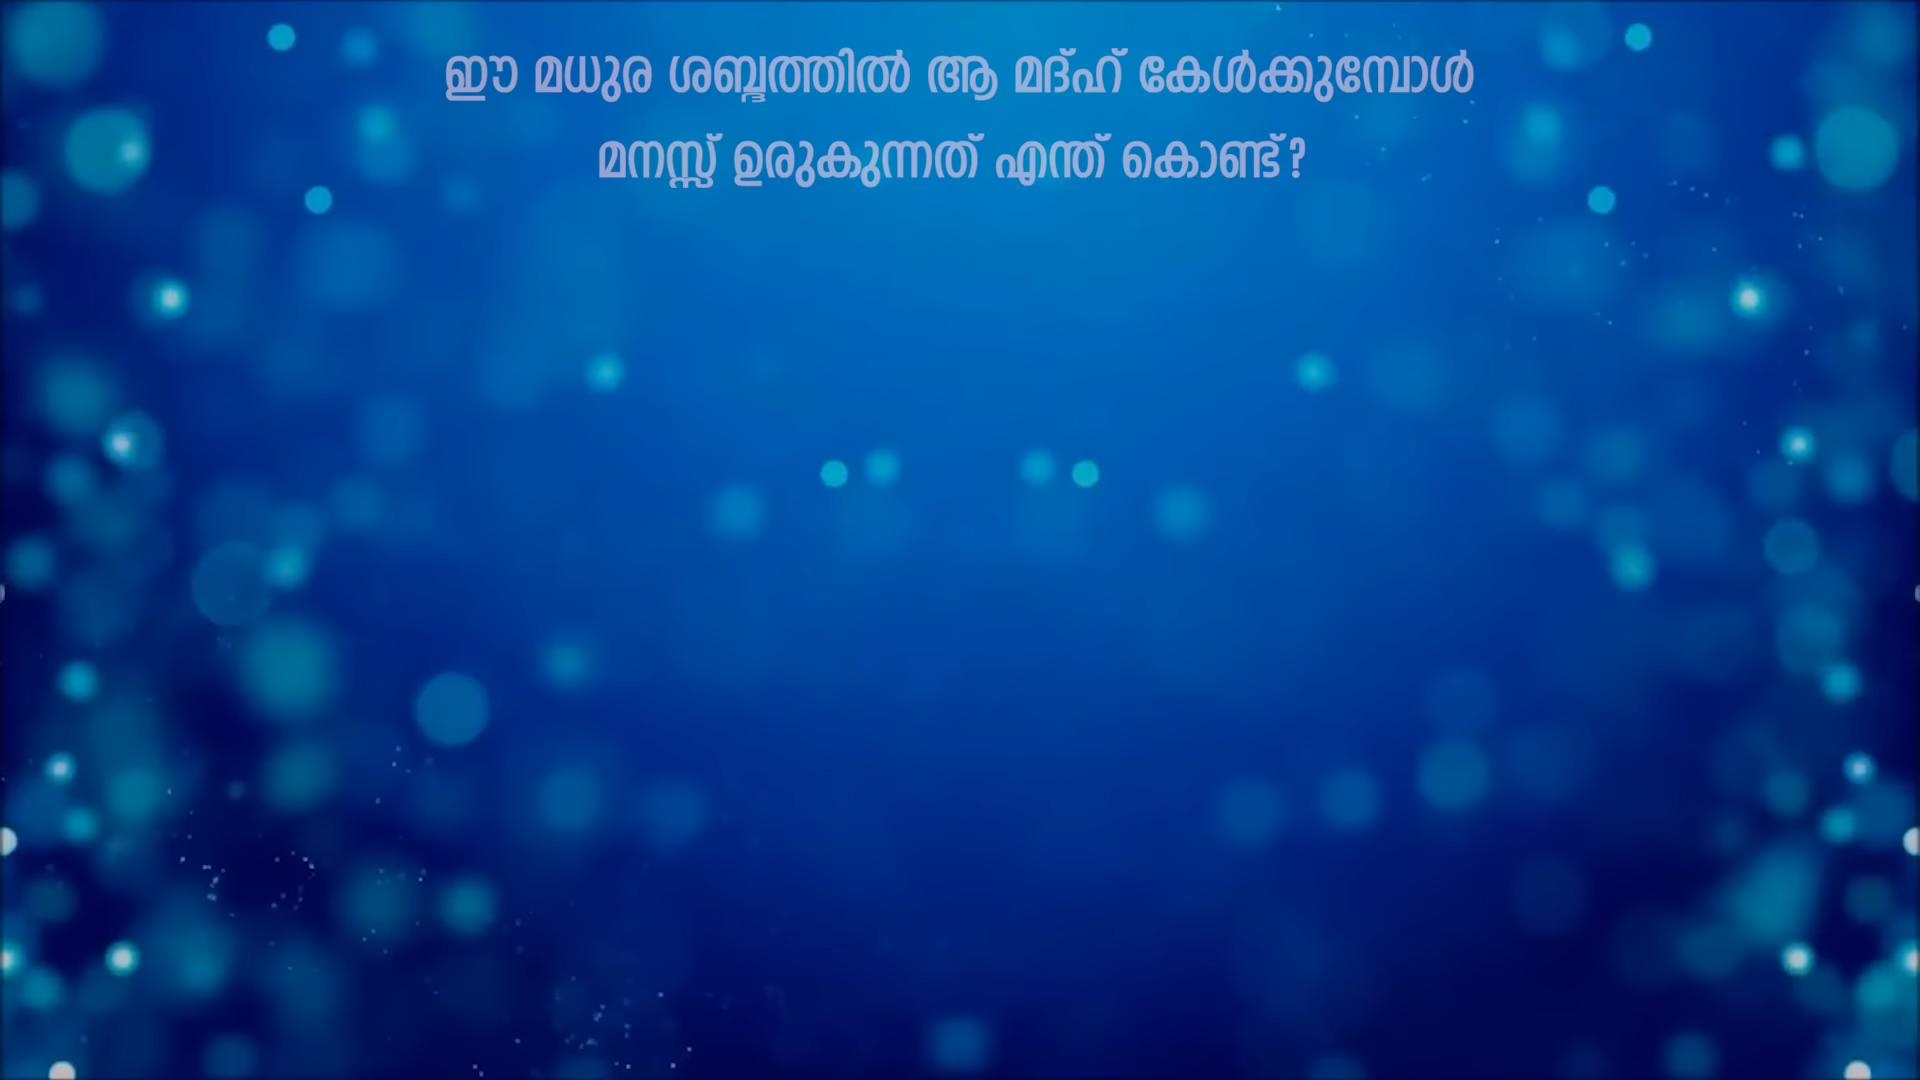 ഈ മധുര ശബ്ദത്തിൽ ആ മദ്ഹ് കേൾക്കുമ്പോൾ
മനസ്സ് ഉരുകുന്നത് എന്ത് കൊണ്ട്?